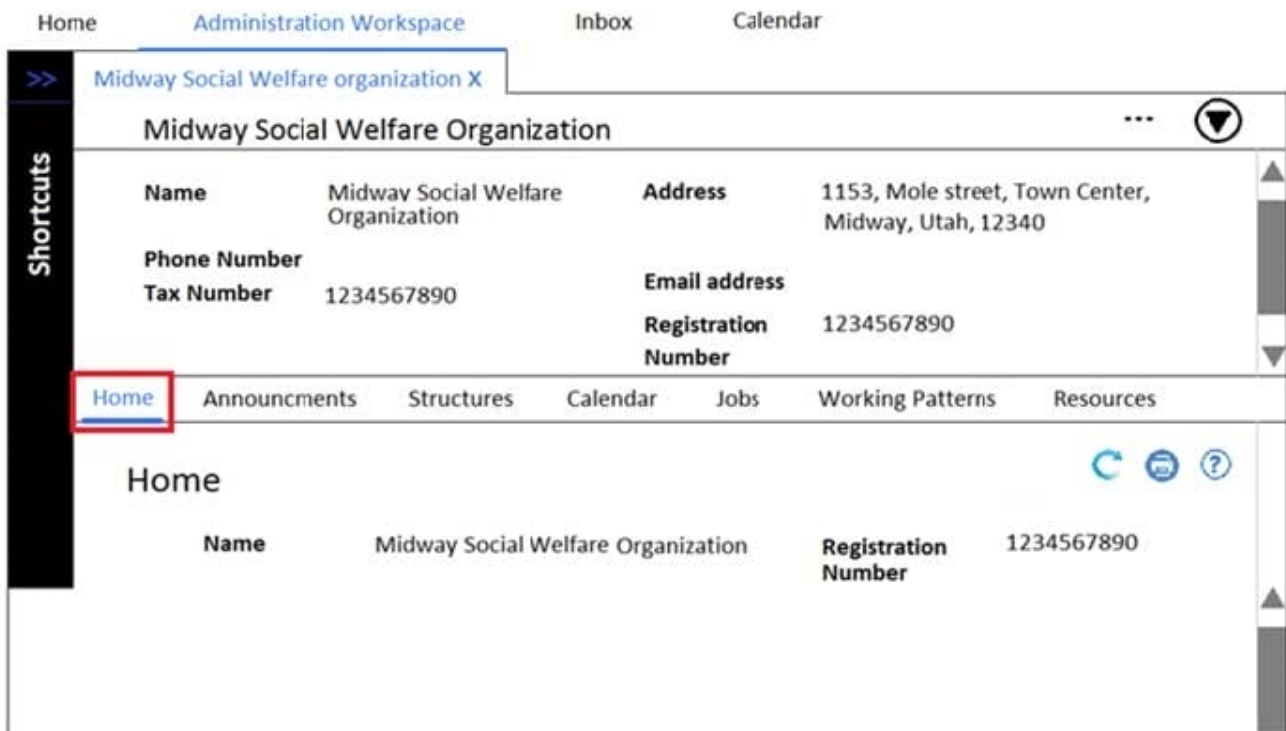 Home Administration Workspace Inbox Calendar
>> Midway Social Welfare organization X
Midway Social Welfare Organization ...
Shortcuts
Name Midway Social Welfare Address 1153, Mole street, Town Center,
Organization Midway, Utah, 12340
Phone Number
Email address
Tax Number 1234567890
Registration 1234567890
Number
Home Announcments Structures Calendar Jobs Working Patterns Resources
Home ?
Name Midway Social Welfare Organization Registration 1234567890
Number